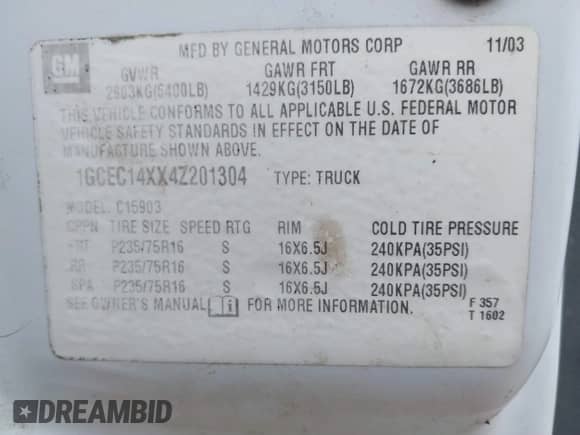 GM
MFD BY GENERAL MOTORS CORP 11/03
GVWR GAWR FRT GAWR RR
2903KG(6400LB) 1429KG(3150LB) 1672KG(3686LB)
THIS VEHICLE CONFORMS TO ALL APPLICABLE U.S. FEDERAL MOTOR
VEHICLE SAFETY STANDARDS IN EFFECT ON THE DATE OF
MANUFACTURE SHOWN ABOVE.
1GCEC14XX4Z201304 TYPE: TRUCK
MODEL: C15903
TIRE SIZE SPEED RTG RIM COLD TIRE PRESSURE
FRT P235/75R16 S 16X6.5J 240KPA(35PSI)
RR P235/75R16 S 16X6.5J 240KPA(35PSI)
SPA P235/75R16 S 16X6.5J 240KPA(35PSI)
SEE OWNER'S MANUAL i FOR MORE INFORMATION.
F 357
T 1602
DREAMBID